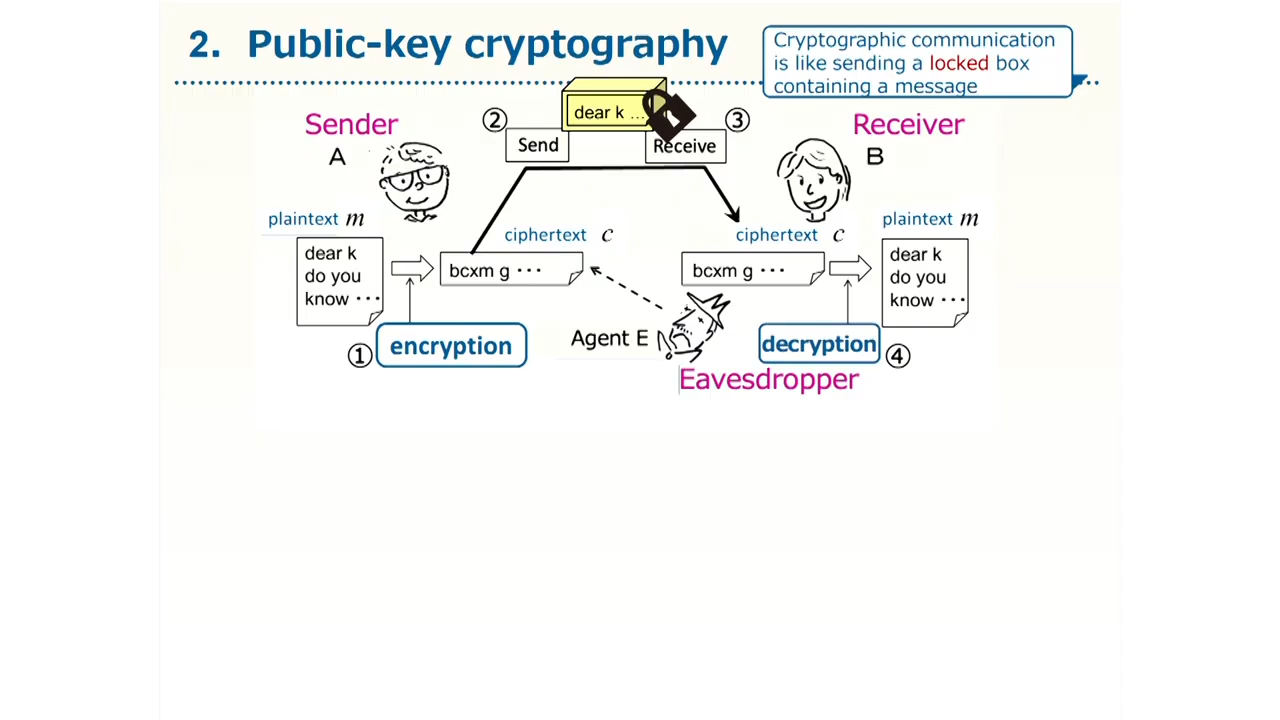 2. Public-key cryptography
Cryptographic communication
is like sending a locked box
containing a message
Sender
A
②
Send
dear k ...
③
Receive
Receiver
B
plaintext m
dear k
do you
know ･･･
ciphertext c
bcxm g ･･･
ciphertext c
bcxm g ･･･
plaintext m
dear k
do you
know ･･･
① encryption
Agent E
Eavesdropper
decryption ④